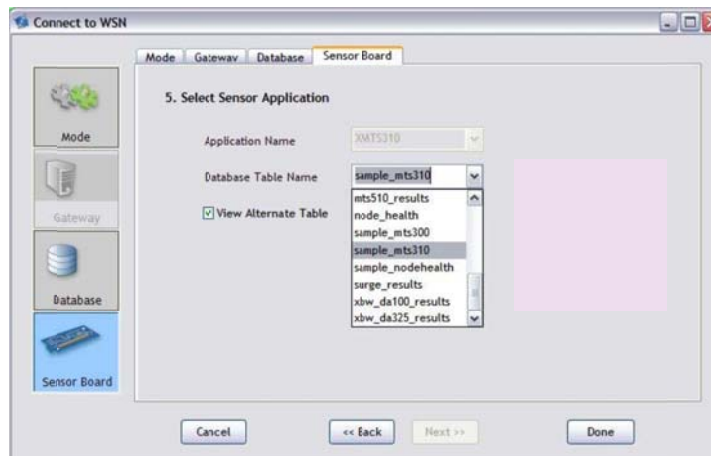 Connect to WSN
Mode Gateway Database Sensor Board
5. Select Sensor Application
Mode
Application Name XMTS310
Database Table Name sample_mts310
View Alternate Table
mts510_results
node_health
sample_mts300
sample_mts310
sample_nodehealth
surge_results
xbw_da100_results
xbw_da325_results
Gateway
Database
Sensor Board
Cancel << Back Next >> Done